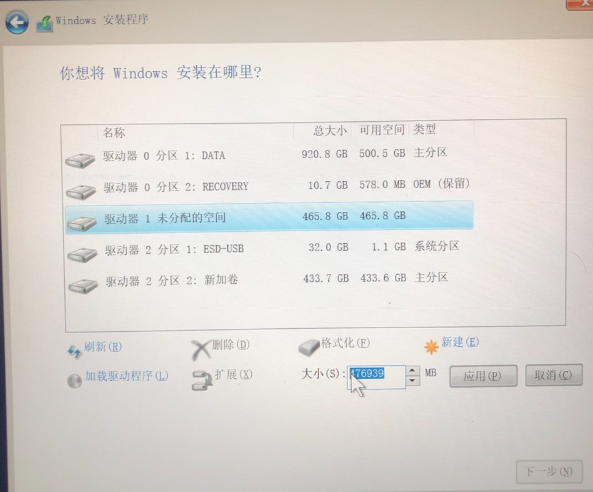 Windows 安装程序
你想将 Windows 安装在哪里?
名称 总大小 可用空间 类型
驱动器 0 分区 1: DATA 920.8 GB 500.5 GB 主分区
驱动器 0 分区 2: RECOVERY 10.7 GB 578.0 MB OEM (保留)
驱动器 1 未分配的空间 465.8 GB 465.8 GB
驱动器 2 分区 1: ESD-USB 32.0 GB 1.1 GB 系统分区
驱动器 2 分区 2: 新加卷 433.7 GB 433.6 GB 主分区
刷新(R) 删除(D) 格式化(F) 新建(E)
加载驱动程序(L) 扩展(X) 大小(S): 476939 MB 应用(P) 取消(C)
下一步(N)